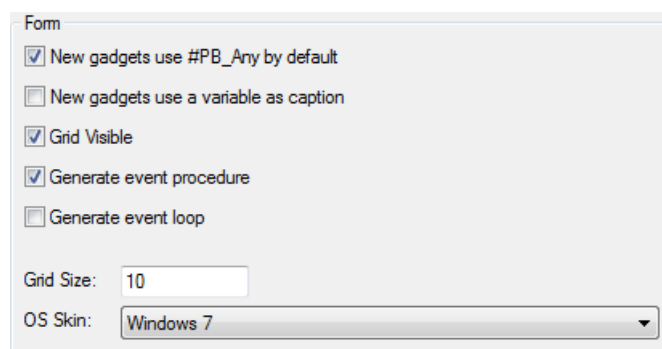 Form
New gadgets use #PB_Any by default
New gadgets use a variable as caption
Grid Visible
Generate event procedure
Generate event loop
Grid Size: 10
OS Skin: Windows 7